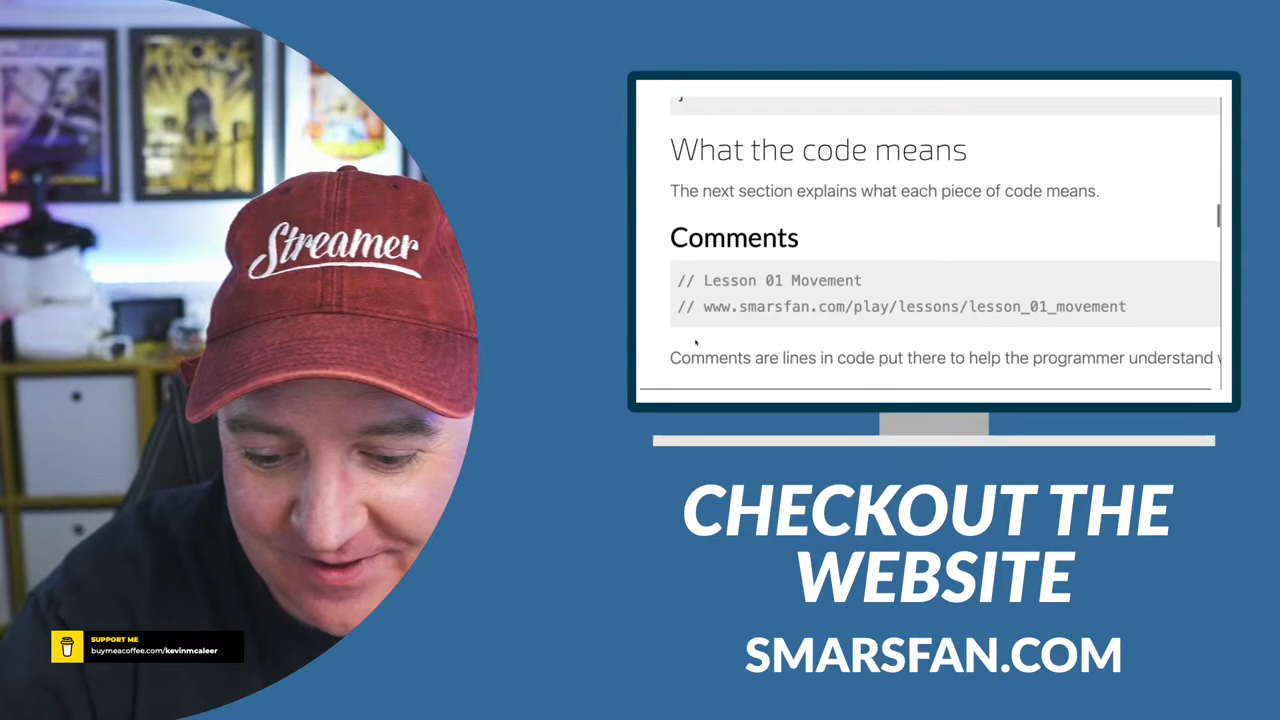 Streamer
SUPPORT ME
buymeacoffee.com/kevinmcaleer
What the code means
The next section explains what each piece of code means.
Comments
// Lesson 01 Movement
// www.smarsfan.com/play/lessons/lesson_01_movement
Comments are lines in code put there to help the programmer understand
CHECKOUT THE
WEBSITE
SMARSFAN.COM